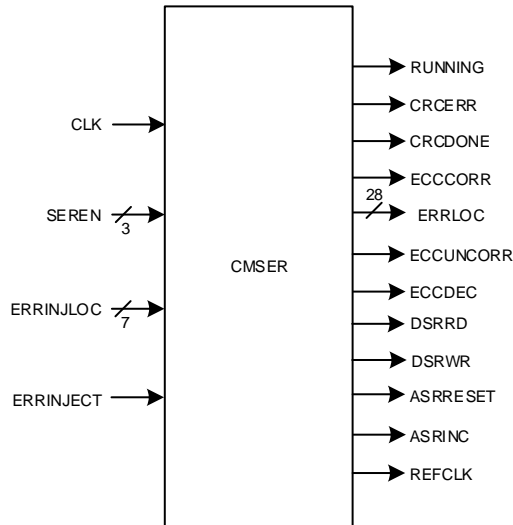 CLK
SEREN
3
ERRINJLOC
7
ERRINJECT
CMSER
RUNNING
CRCERR
CRCDONE
ECCCORR
28
ERRLOC
ECCUNCORR
ECCDEC
DSRRD
DSRWR
ASRRESET
ASRINC
REFCLK